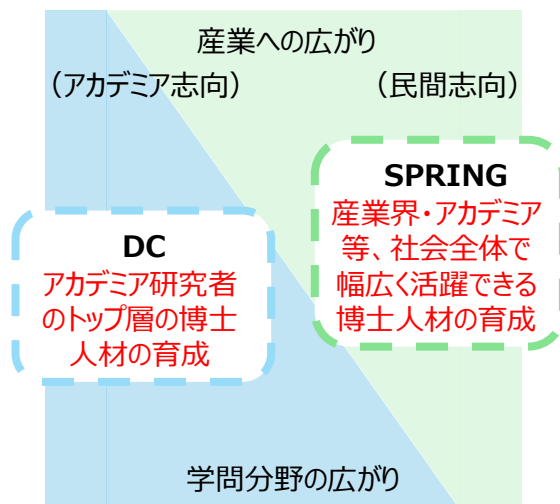 産業への広がり
（アカデミア志向）
（民間志向）
SPRING
産業界・アカデミア
等、社会全体で
幅広く活躍できる
博士人材の育成
DC
アカデミア研究者
のトップ層の博士
人材の育成
学問分野の広がり